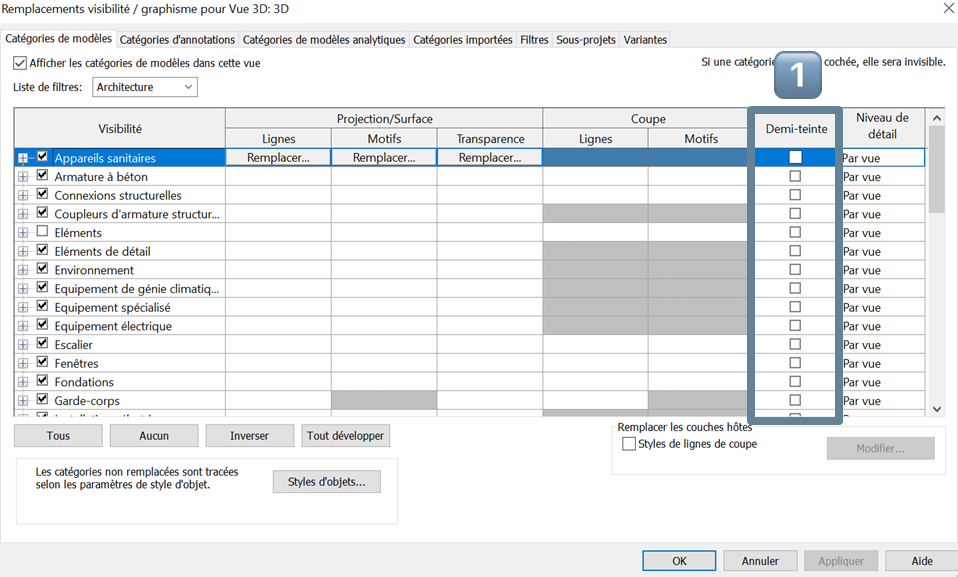 Remplacements visibilité / graphisme pour Vue 3D: 3D
Catégories de modèles Catégories d'annotations Catégories de modèles analytiques Catégories importées Filtres Sous-projets Variantes
Afficher les catégories de modèles dans cette vue
Si une catégorie cochée, elle sera invisible.
1
Liste de filtres: Architecture
Visibilité Projection/Surface Coupe Demi-teinte Niveau de détail
Lignes Motifs Transparence Lignes Motifs
Appareils sanitaires Remplacer... Remplacer... Remplacer... Par vue
Armature à béton Par vue
Connexions structurelles Par vue
Coupleurs d'armature structur... Par vue
Eléments Par vue
Eléments de détail Par vue
Environnement Par vue
Equipement de génie climatiq... Par vue
Equipement spécialisé Par vue
Equipement électrique Par vue
Escalier Par vue
Fenêtres Par vue
Fondations Par vue
Garde-corps Par vue
Tous Aucun Inverser Tout développer
Remplacer les couches hôtes
Styles de lignes de coupe Modifier...
Les catégories non remplacées sont tracées
selon les paramètres de style d'objet.
Styles d'objets...
OK Annuler Appliquer Aide